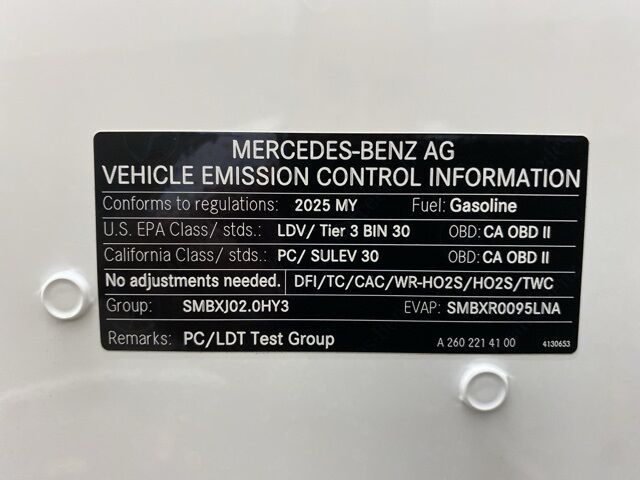 MERCEDES-BENZ AG
VEHICLE EMISSION CONTROL INFORMATION
Conforms to regulations: 2025 MY Fuel: Gasoline
U.S. EPA Class/ stds.: LDV/ Tier 3 BIN 30 OBD: CA OBD II
California Class/ stds.: PC/ SULEV 30 OBD: CA OBD II
No adjustments needed. DFI/TC/CAC/WR-HO2S/HO2S/TWC
Group: SMBXJ02.0HY3 EVAP: SMBXR0095LNA
Remarks: PC/LDT Test Group A 260 221 41 00 4130653